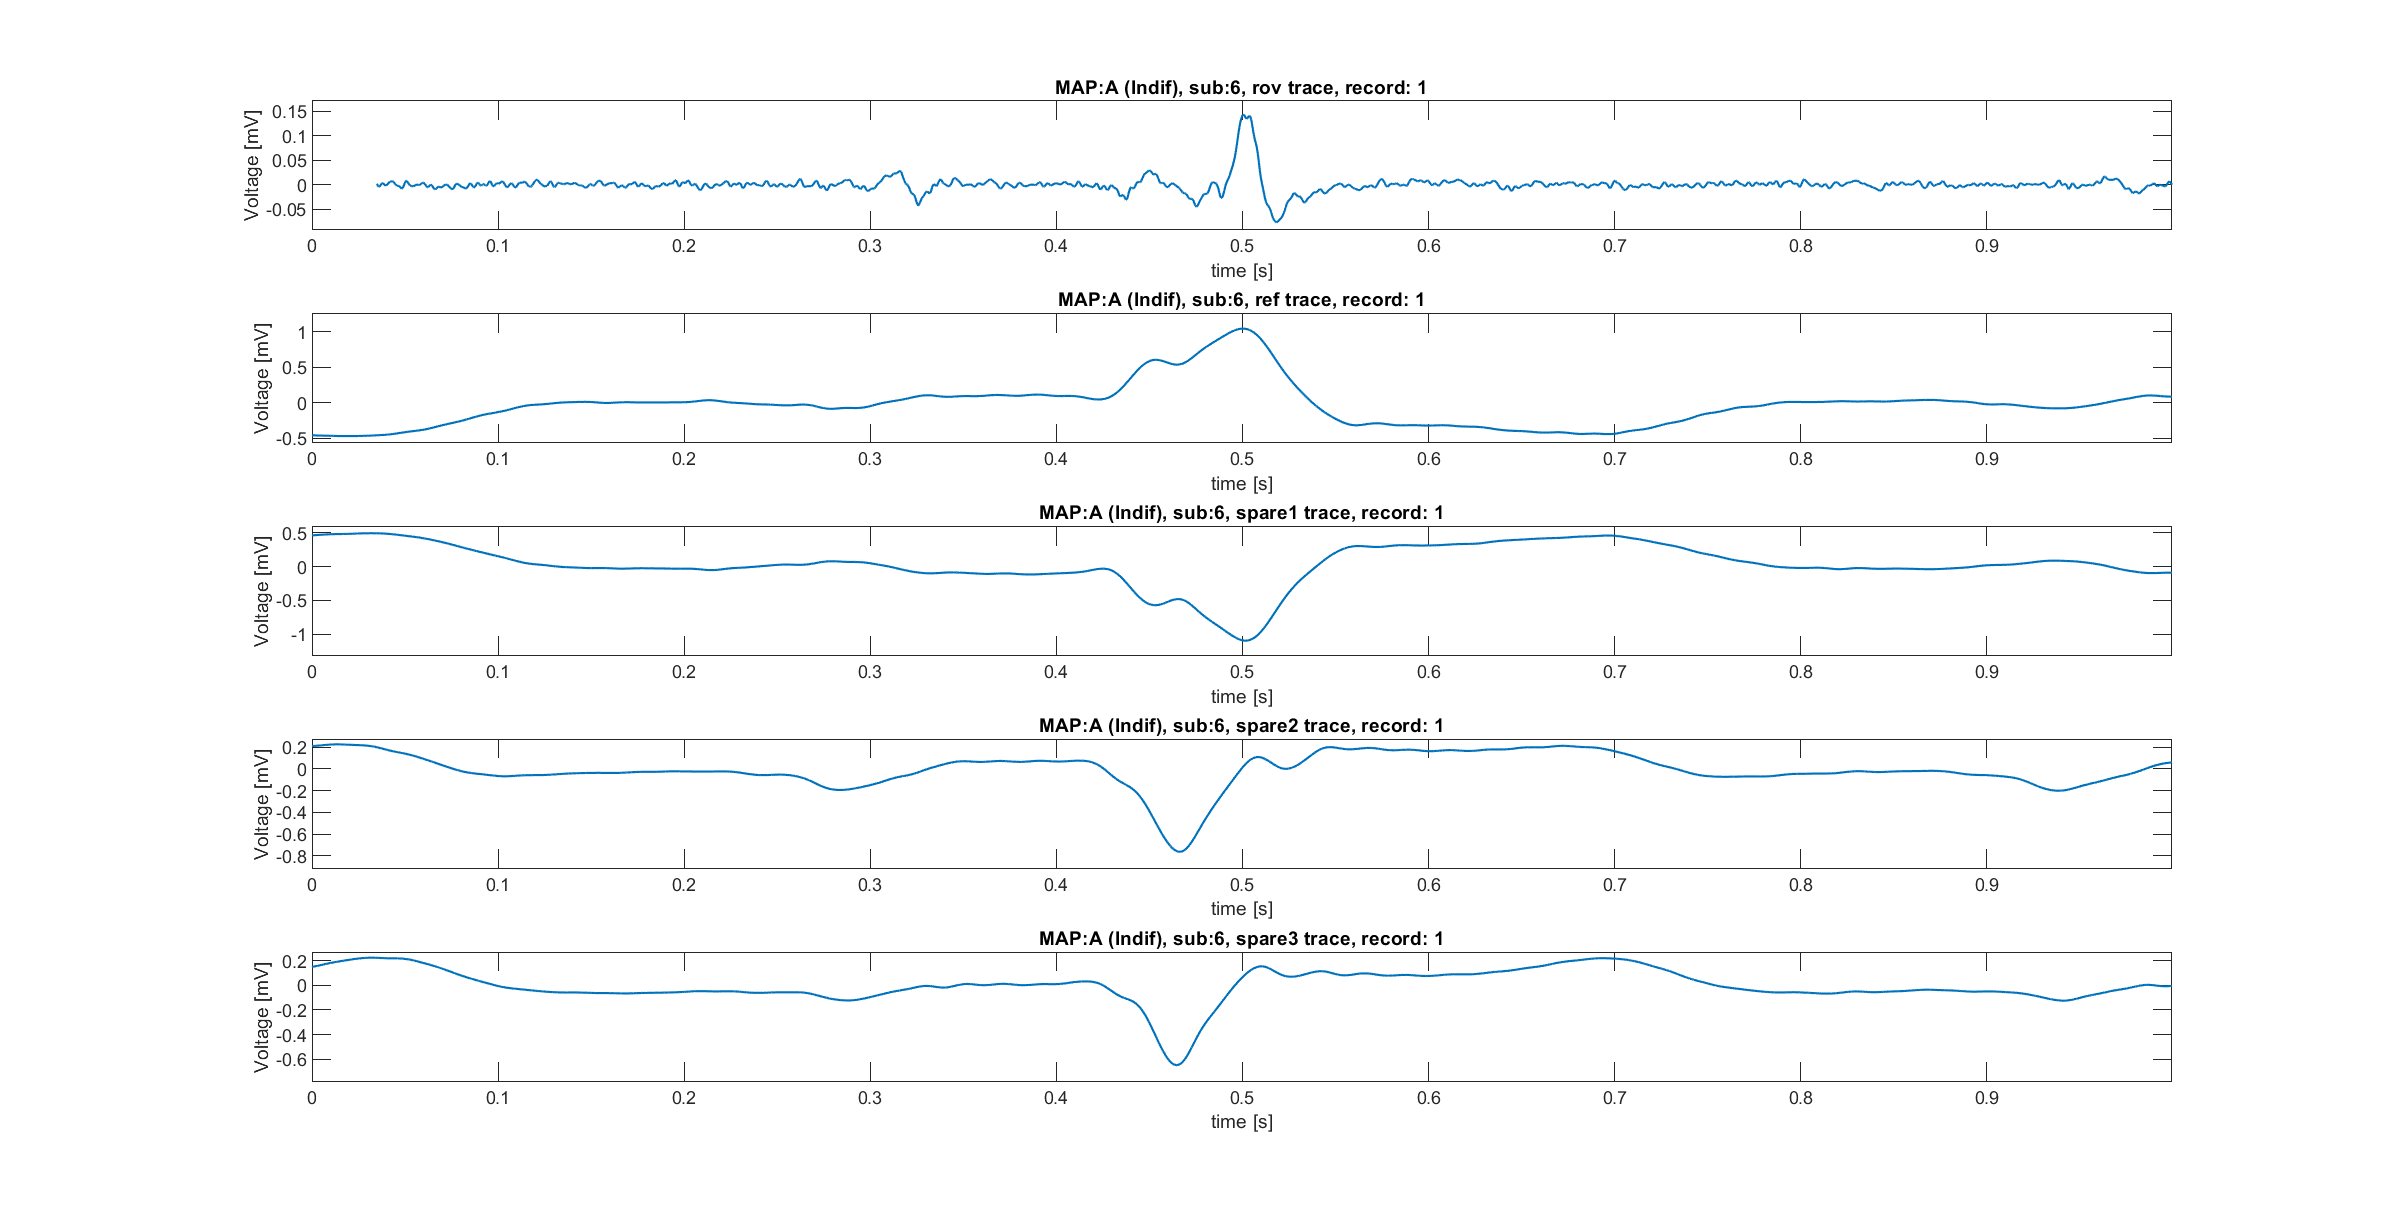 MAP:A (Indif), sub:6, rov trace, record: 1
Voltage [mV]
0.15
0.1
0.05
0
-0.05
0 0.1 0.2 0.3 0.4 0.5 0.6 0.7 0.8 0.9
time [s]
MAP:A (Indif), sub:6, ref trace, record: 1
Voltage [mV]
1
0.5
0
-0.5
0 0.1 0.2 0.3 0.4 0.5 0.6 0.7 0.8 0.9
time [s]
MAP:A (Indif), sub:6, spare1 trace, record: 1
Voltage [mV]
0.5
0
-0.5
-1
0 0.1 0.2 0.3 0.4 0.5 0.6 0.7 0.8 0.9
time [s]
MAP:A (Indif), sub:6, spare2 trace, record: 1
Voltage [mV]
0.2
0
-0.2
-0.4
-0.6
-0.8
0 0.1 0.2 0.3 0.4 0.5 0.6 0.7 0.8 0.9
time [s]
MAP:A (Indif), sub:6, spare3 trace, record: 1
Voltage [mV]
0.2
0
-0.2
-0.4
-0.6
0 0.1 0.2 0.3 0.4 0.5 0.6 0.7 0.8 0.9
time [s]